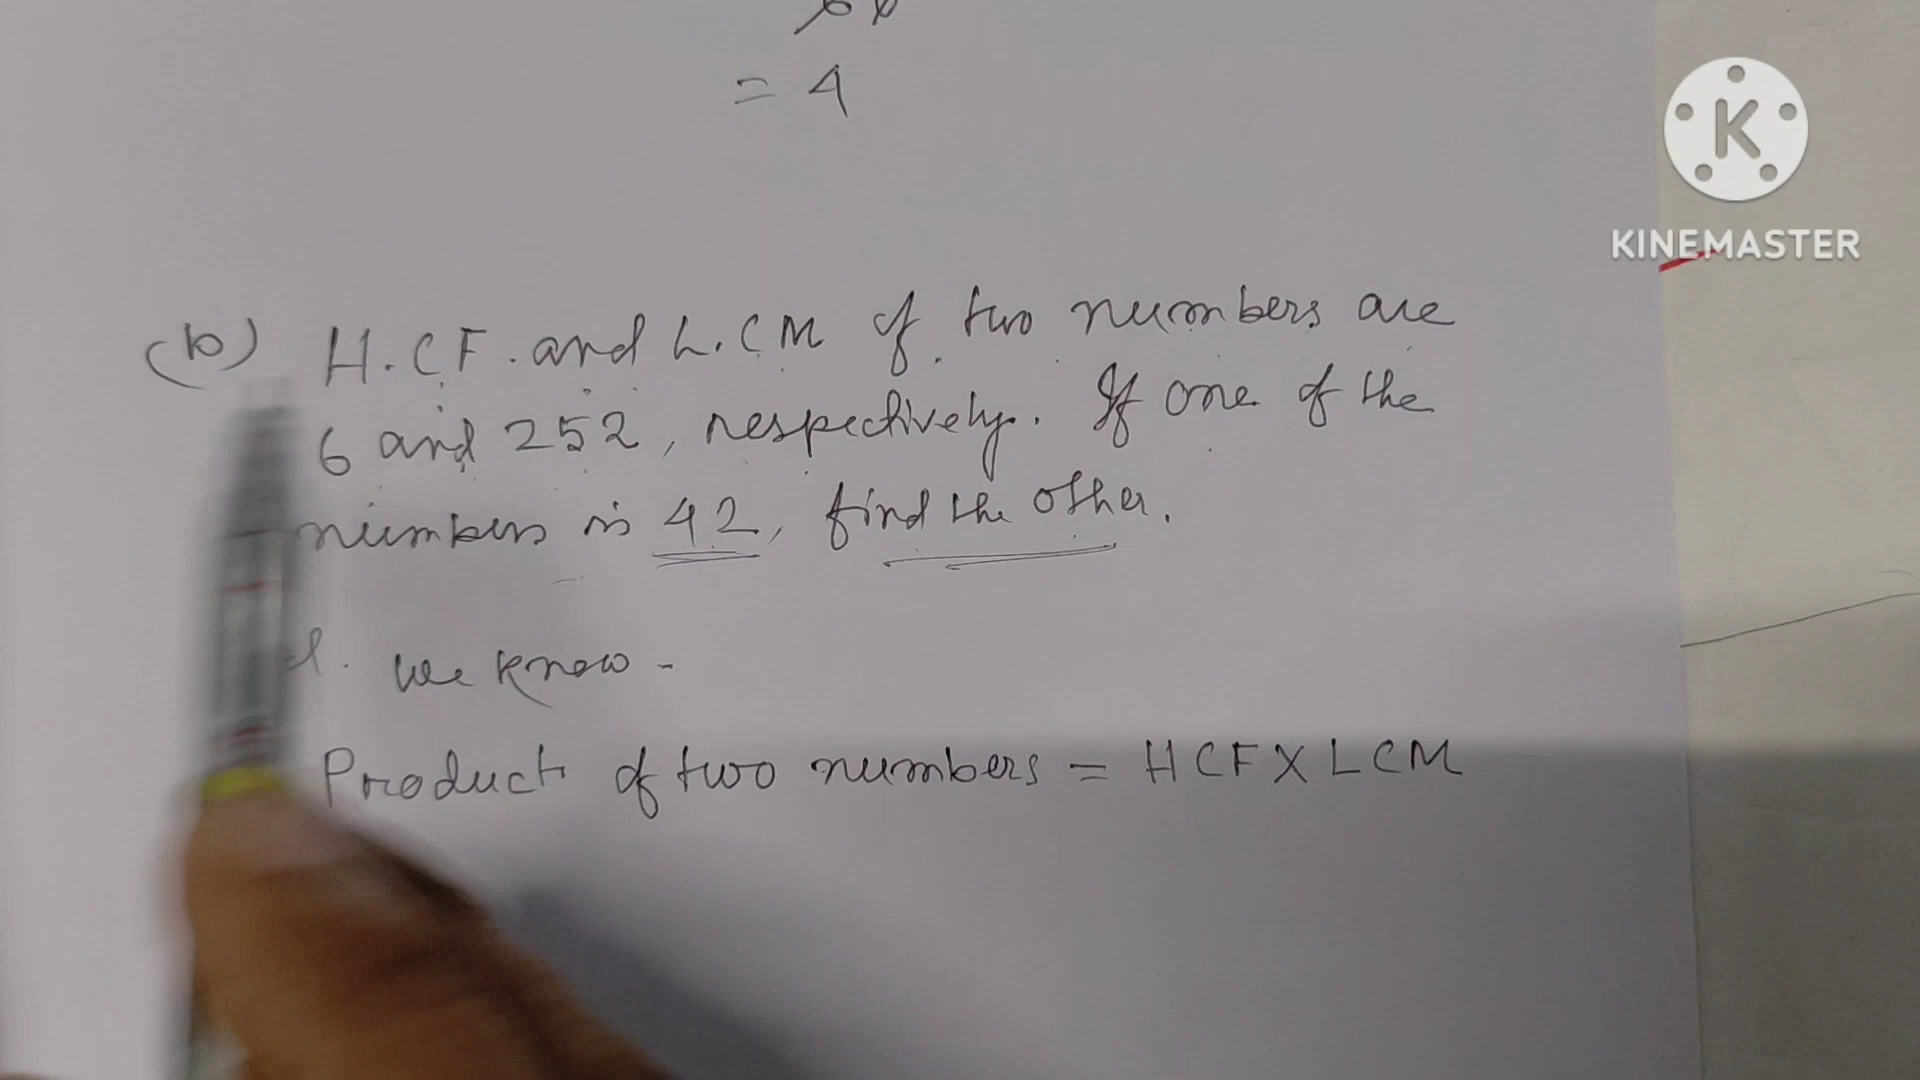 = 4
K
KINEMASTER
(b) H.C.F. and L.C.M of two numbers are
6 and 252, respectively. If one of the
numbers is 42, find the other.
We know -
Product of two numbers = HCF X LCM